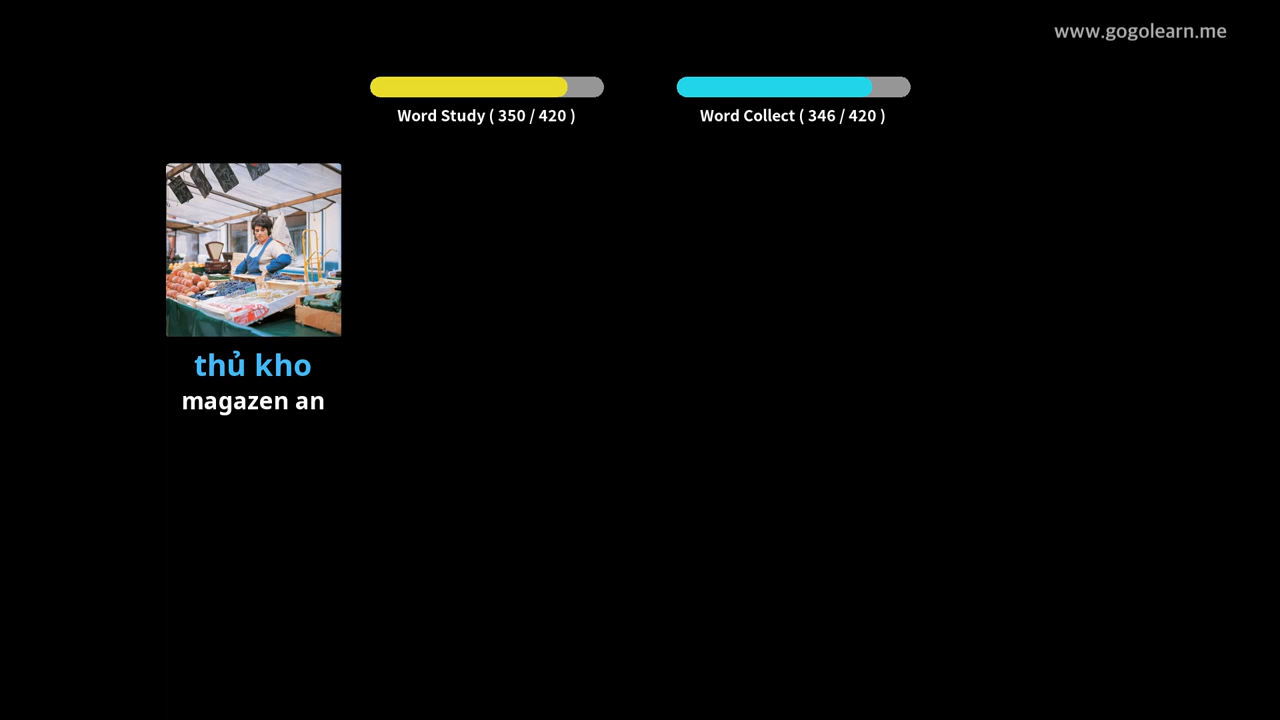 www.gogolearn.me
Word Study ( 350 / 420 )
Word Collect ( 346 / 420 )
thủ kho
magazen an